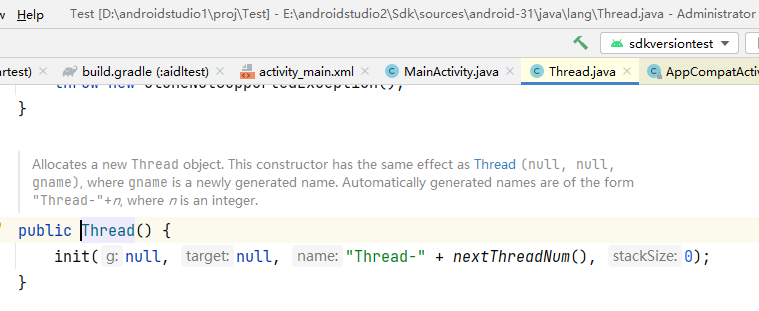 w Help Test [D:\androidstudio1\proj\Test] - E:\androidstudio2\Sdk\sources\android-31\java\lang\Thread.java - Administrator
sdkversiontest
artest) build.gradle (:aidltest) activity_main.xml MainActivity.java Thread.java AppCompatActi
throw new CloneNotSupportedException();
}
Allocates a new Thread object. This constructor has the same effect as Thread (null, null,
gname), where gname is a newly generated name. Automatically generated names are of the form
"Thread-"+n, where n is an integer.
public Thread() {
init( g: null, target: null, name: "Thread-" + nextThreadNum(), stackSize: 0);
}